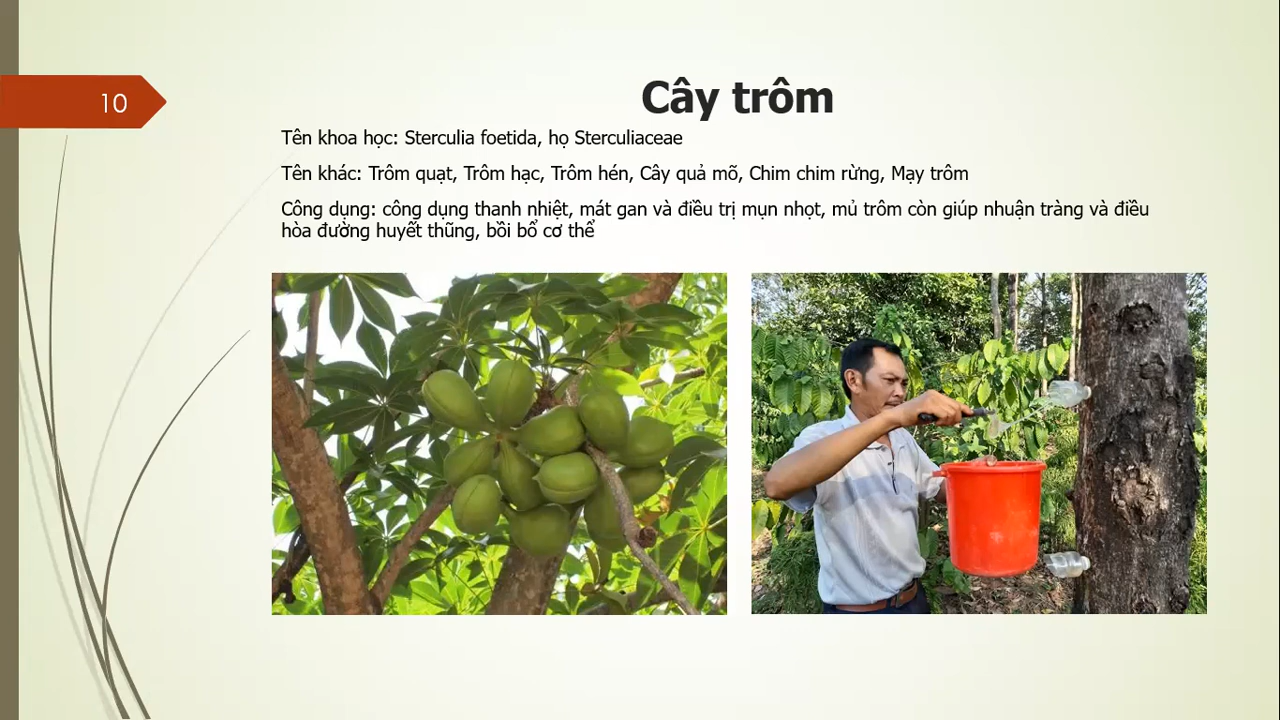 10
Cây trôm
Tên khoa học: Sterculia foetida, họ Sterculiaceae
Tên khác: Trôm quạt, Trôm hạc, Trôm hén, Cây quả mõ, Chim chim rừng, Mạy trôm
Công dụng: công dụng thanh nhiệt, mát gan và điều trị mụn nhọt, mủ trôm còn giúp nhuận tràng và điều
hòa đường huyết thũng, bồi bổ cơ thể